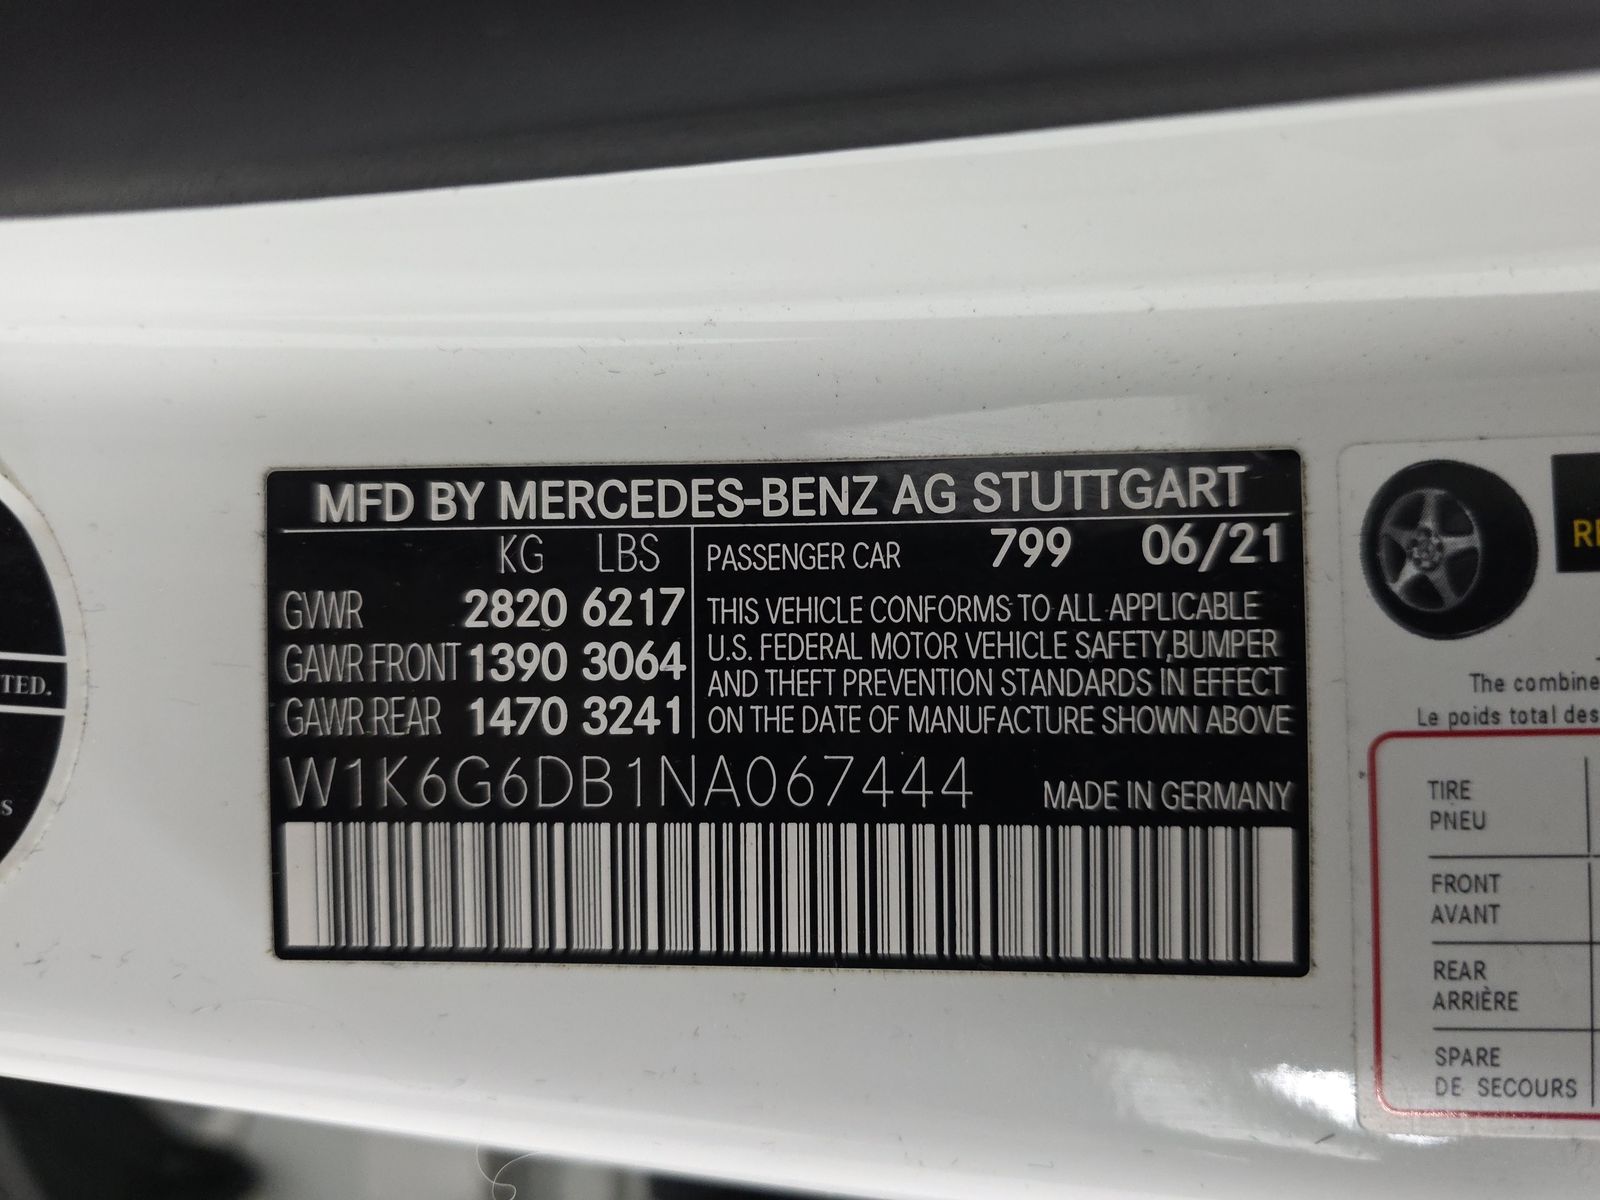 MFD BY MERCEDES-BENZ AG STUTTGART
KG LBS
GVWR 2820 6217
GAWR FRONT 1390 3064
GAWR REAR 1470 3241
PASSENGER CAR 799 06/21
THIS VEHICLE CONFORMS TO ALL APPLICABLE
U.S. FEDERAL MOTOR VEHICLE SAFETY,BUMPER
AND THEFT PREVENTION STANDARDS IN EFFECT
ON THE DATE OF MANUFACTURE SHOWN ABOVE
W1K6G6DB1NA067444 MADE IN GERMANY
TED.
The combine
Le poids total des
TIRE
PNEU
FRONT
AVANT
REAR
ARRIÈRE
SPARE
DE SECOURS